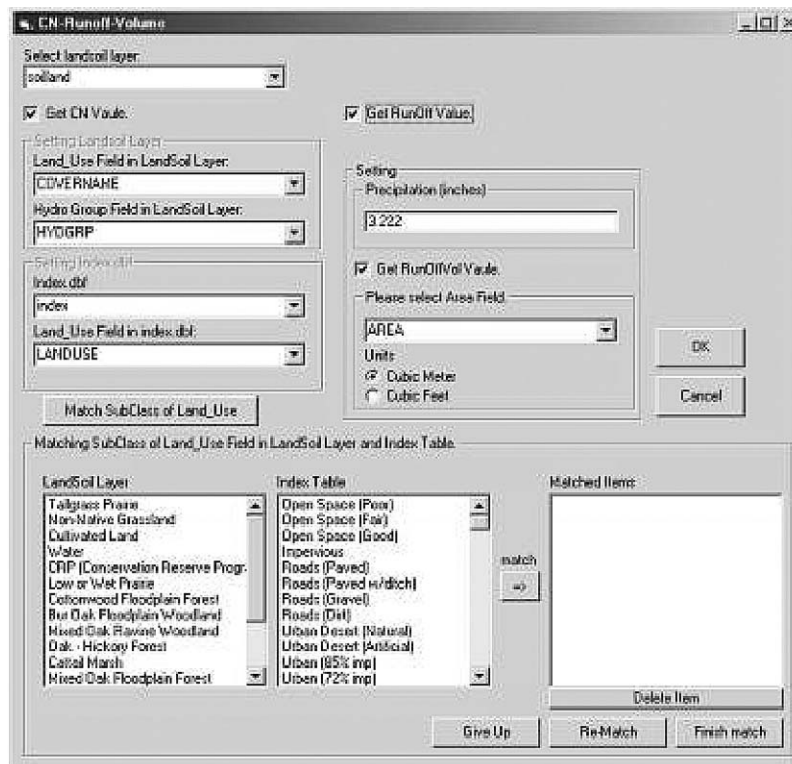 CN-Runoff-Volume
Select landsoil layer:
soilland
Get CN Vaule.
Get RunOff Value.
Setting Landsoil Layer
Land_Use Field in LandSoil Layer:
COVERNAME
Hydro Group Field in LandSoil Layer:
HYDGRP
Setting Index.dbf
Index.dbf
index
Land_Use Field in index.dbf:
LANDUSE
Match SubClass of Land_Use
Setting
Precipitation (inches)
3.222
Get RunOffVol Vaule.
Please select Area Field.
AREA
Units
Cubic Meter
Cubic Feet
OK
Cancel
Matching SubClass of Land_Use Field in LandSoil Layer and Index Table.
LandSoil Layer
Tallgrass Prairie
Non-Native Grassland
Cultivated Land
Water
CRP (Conservation Reserve Progr
Low or Wet Prairie
Cottonwood Floodplain Forest
Bur Oak Floodplain Woodland
Mixed Oak Ravine Woodland
Oak - Hickory Forest
Cattail Marsh
Mixed Oak Floodplain Forest
Index Table
Open Space (Poor)
Open Space (Fair)
Open Space (Good)
Impervious
Roads (Paved)
Roads (Paved w/ditch)
Roads (Gravel)
Roads (Dirt)
Urban Desert (Natural)
Urban Desert (Artificial)
Urban (85% imp)
Urban (72% imp)
match
=>
Matched Items
Delete Item
Give Up
Re-Match
Finish match